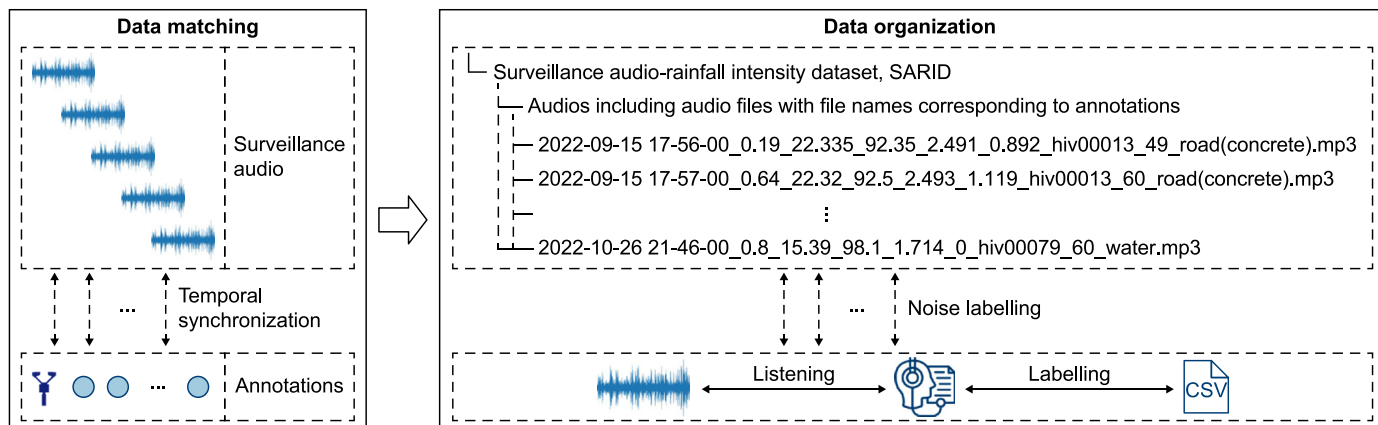 Data matching
Surveillance
audio
Temporal
synchronization
...
...
Annotations
Data organization
Surveillance audio-rainfall intensity dataset, SARID
Audios including audio files with file names corresponding to annotations
2022-09-15 17-56-00_0.19_22.335_92.35_2.491_0.892_hiv00013_49_road(concrete).mp3
2022-09-15 17-57-00_0.64_22.32_92.5_2.493_1.119_hiv00013_60_road(concrete).mp3
⋮
2022-10-26 21-46-00_0.8_15.39_98.1_1.714_0_hiv00079_60_water.mp3
...
Noise labelling
Listening
Labelling
CSV